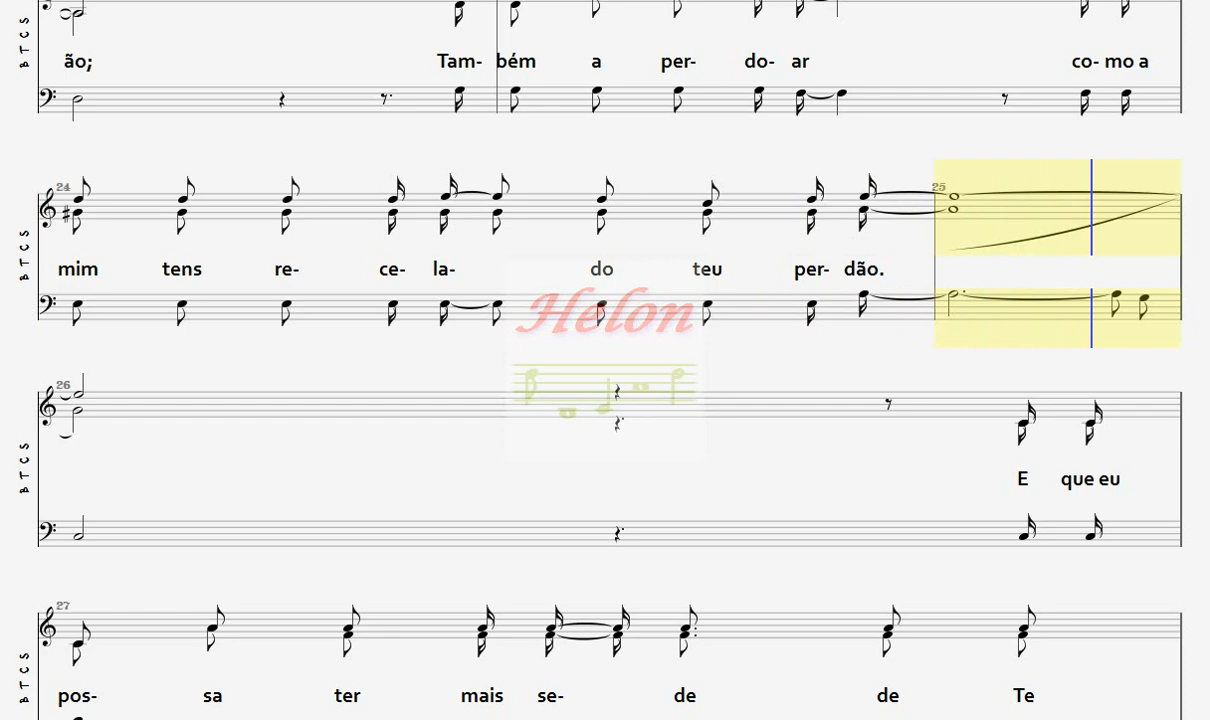 B T C S
ão; Tam- bém a per- do- ar co- mo a
24 25
B T C S
mim tens re- ce- la- do teu per- dão.
Helon
26
B T C S
E que eu
27
B T C S
pos- sa ter mais se- de de Te